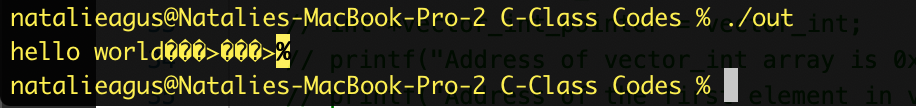 natalieagus@Natalies-MacBook-Pro-2 C-Class Codes % ./out
hello world���>���>%
natalieagus@Natalies-MacBook-Pro-2 C-Class Codes %